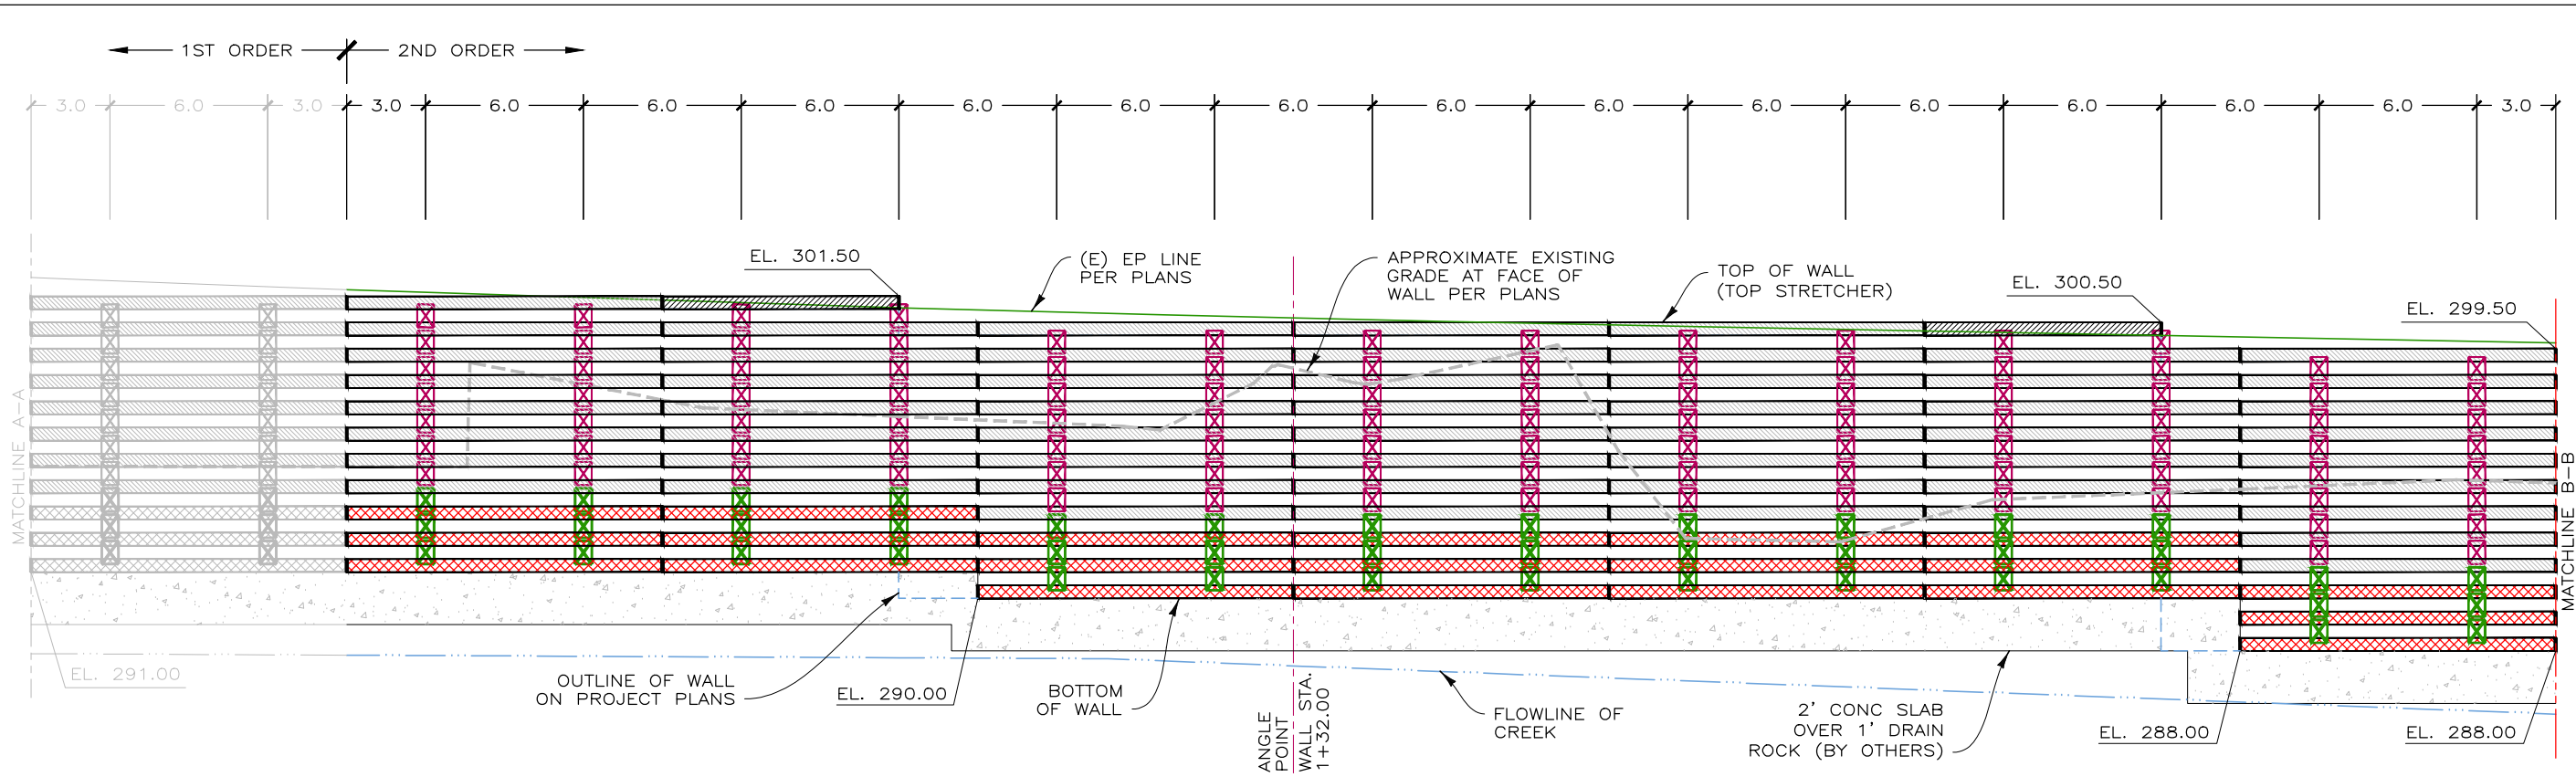 1ST ORDER 2ND ORDER
3.0 6.0 3.0 3.0 6.0 6.0 6.0 6.0 6.0 6.0 6.0 6.0 6.0 6.0 6.0 6.0 6.0 3.0
EL. 301.50
(E) EP LINE
PER PLANS
APPROXIMATE EXISTING
GRADE AT FACE OF
WALL PER PLANS
TOP OF WALL
(TOP STRETCHER)
EL. 300.50
EL. 299.50
MATCHLINE A-A
MATCHLINE B-B
EL. 291.00
OUTLINE OF WALL
ON PROJECT PLANS
EL. 290.00
BOTTOM
OF WALL
ANGLE
POINT
WALL STA.
1+32.00
FLOWLINE OF
CREEK
2' CONC SLAB
OVER 1' DRAIN
ROCK (BY OTHERS)
EL. 288.00
EL. 288.00